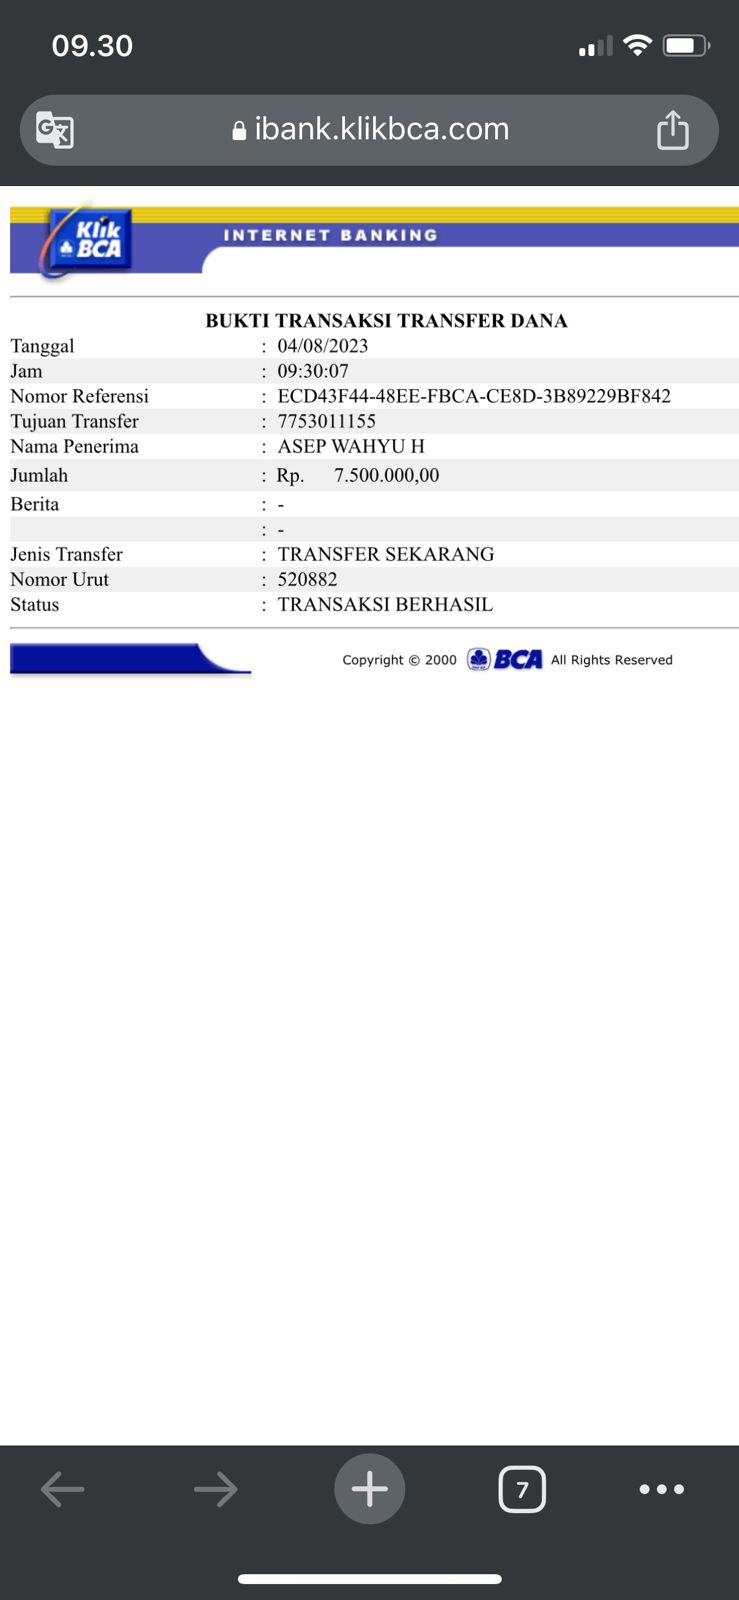 09.30
ibank.klikbca.com
Klik
BCA
INTERNET BANKING
BUKTI TRANSAKSI TRANSFER DANA
Tanggal : 04/08/2023
Jam : 09:30:07
Nomor Referensi : ECD43F44-48EE-FBCA-CE8D-3B89229BF842
Tujuan Transfer : 7753011155
Nama Penerima : ASEP WAHYU H
Jumlah : Rp. 7.500.000,00
Berita : -
: -
Jenis Transfer : TRANSFER SEKARANG
Nomor Urut : 520882
Status : TRANSAKSI BERHASIL
Copyright © 2000 BCA All Rights Reserved
7